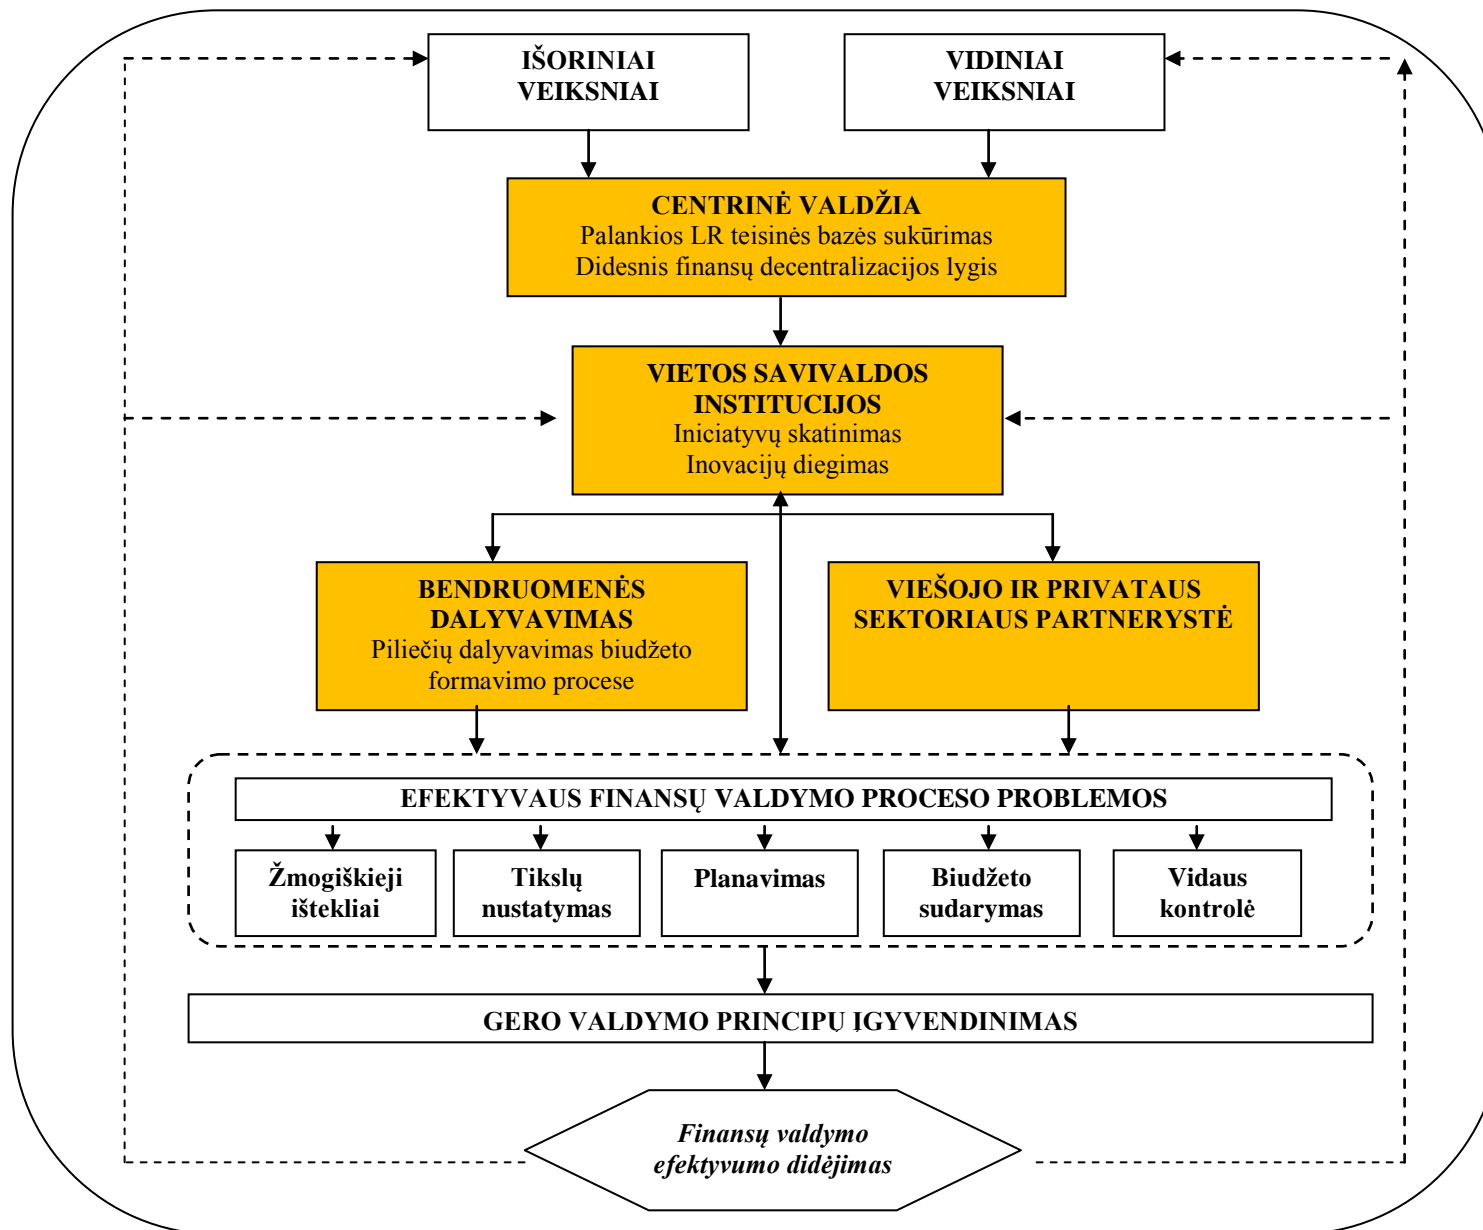 IŠORINIAI
VEIKSNIAI
VIDINIAI
VEIKSNIAI
CENTRINĖ VALDŽIA
Palankios LR teisinės bazės sukūrimas
Didesnis finansų decentralizacijos lygis
VIETOS SAVIVALDOS
INSTITUCIJOS
Iniciatyvų skatinimas
Inovacijų diegimas
BENDRUOMENĖS
DALYVAVIMAS
Piliečių dalyvavimas biudžeto
formavimo procese
VIEŠOJO IR PRIVATAUS
SEKTORIAUS PARTNERYSTĖ
EFEKTYVAUS FINANSŲ VALDYMO PROCESO PROBLEMOS
Žmogiškieji
ištekliai
Tikslų
nustatymas
Planavimas
Biudžeto
sudarymas
Vidaus
kontrolė
GERO VALDYMO PRINCIPŲ ĮGYVENDINIMAS
Finansų valdymo
efektyvumo didėjimas